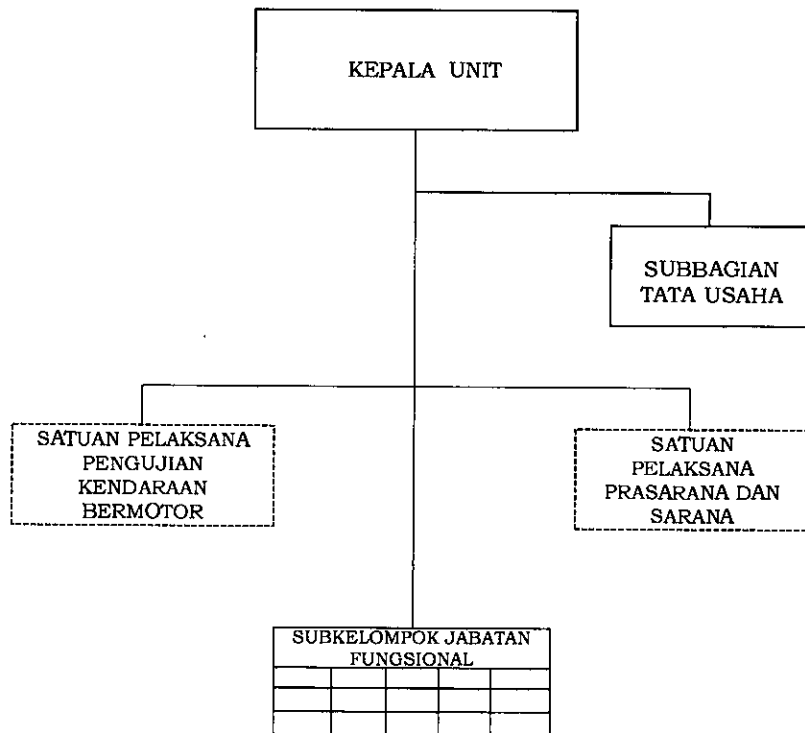 KEPALA UNIT
SUBBAGIAN
TATA USAHA
SATUAN PELAKSANA
PENGUJIAN
KENDARAAN
BERMOTOR
SATUAN
PELAKSANA
PRASARANA DAN
SARANA
SUBKELOMPOK JABATAN
FUNGSIONAL